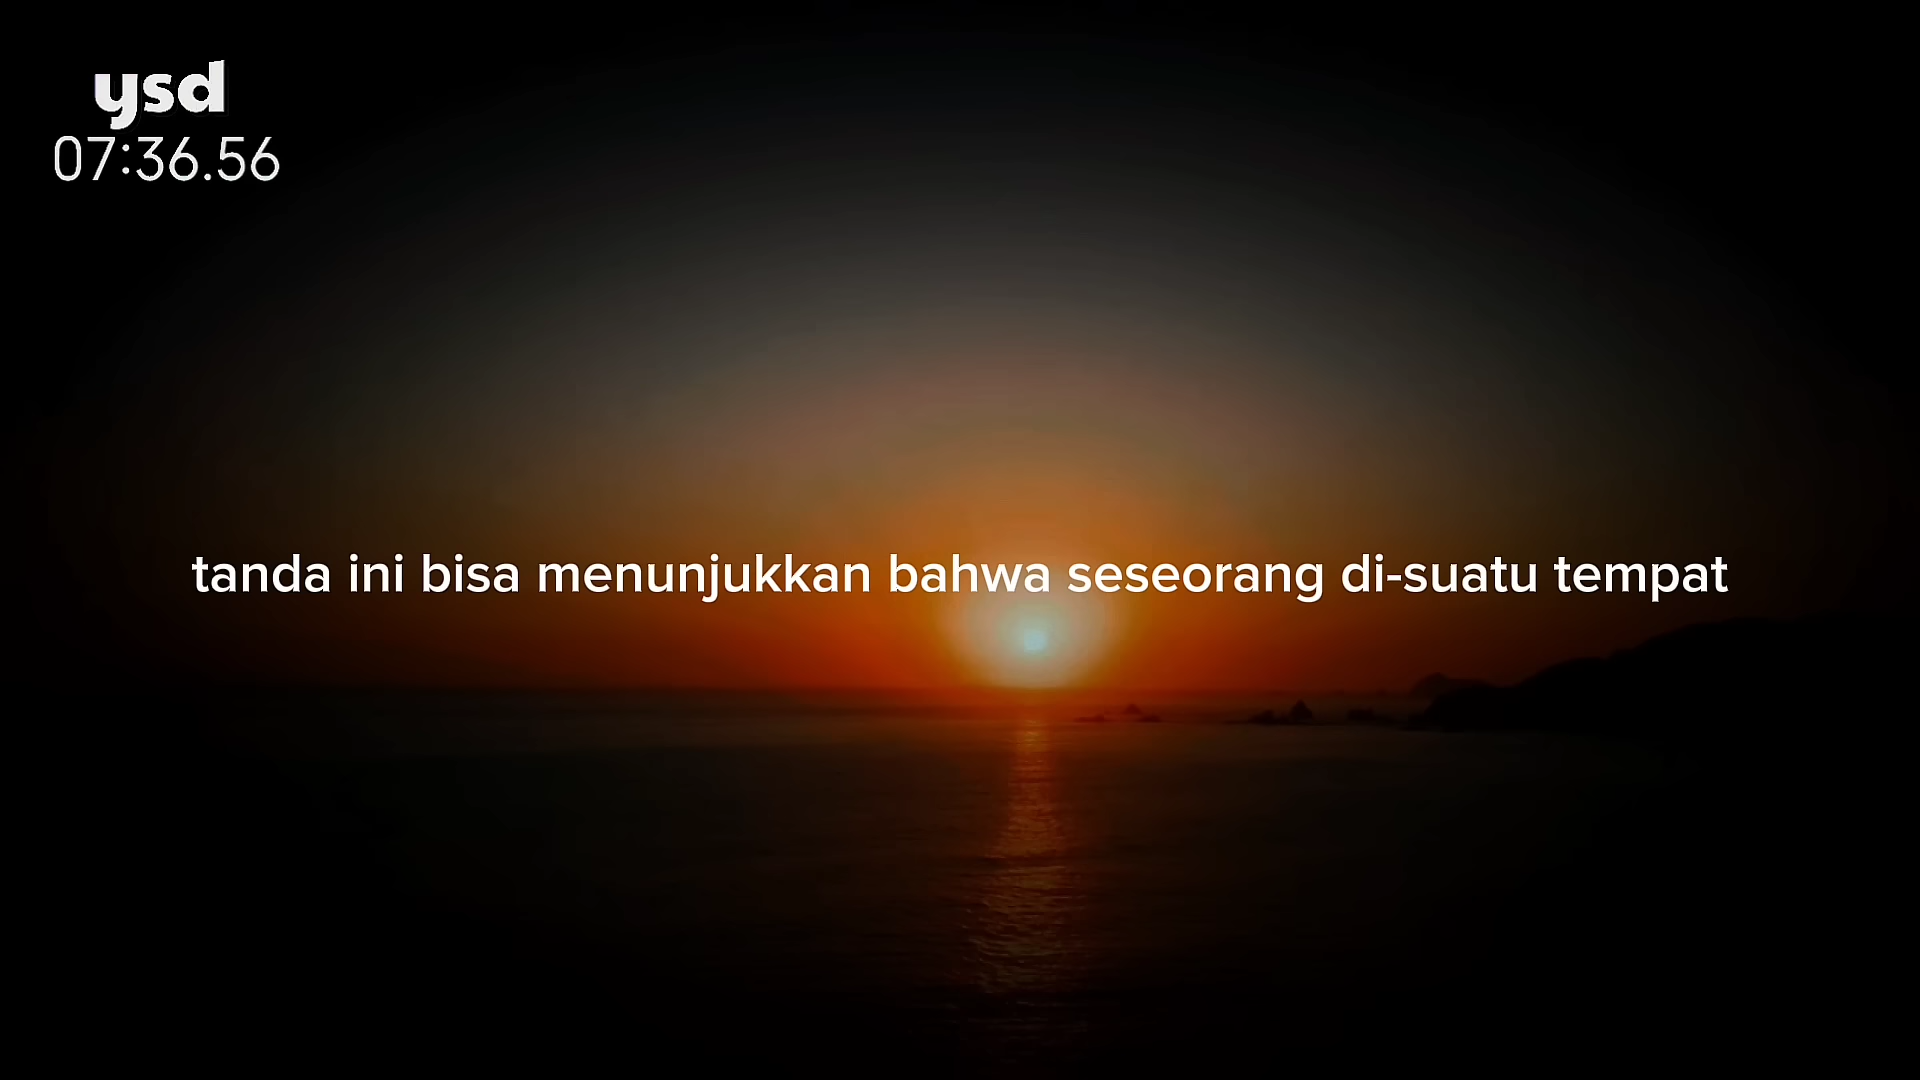 ysd
07:36.56
tanda ini bisa menunjukkan bahwa seseorang di-suatu tempat